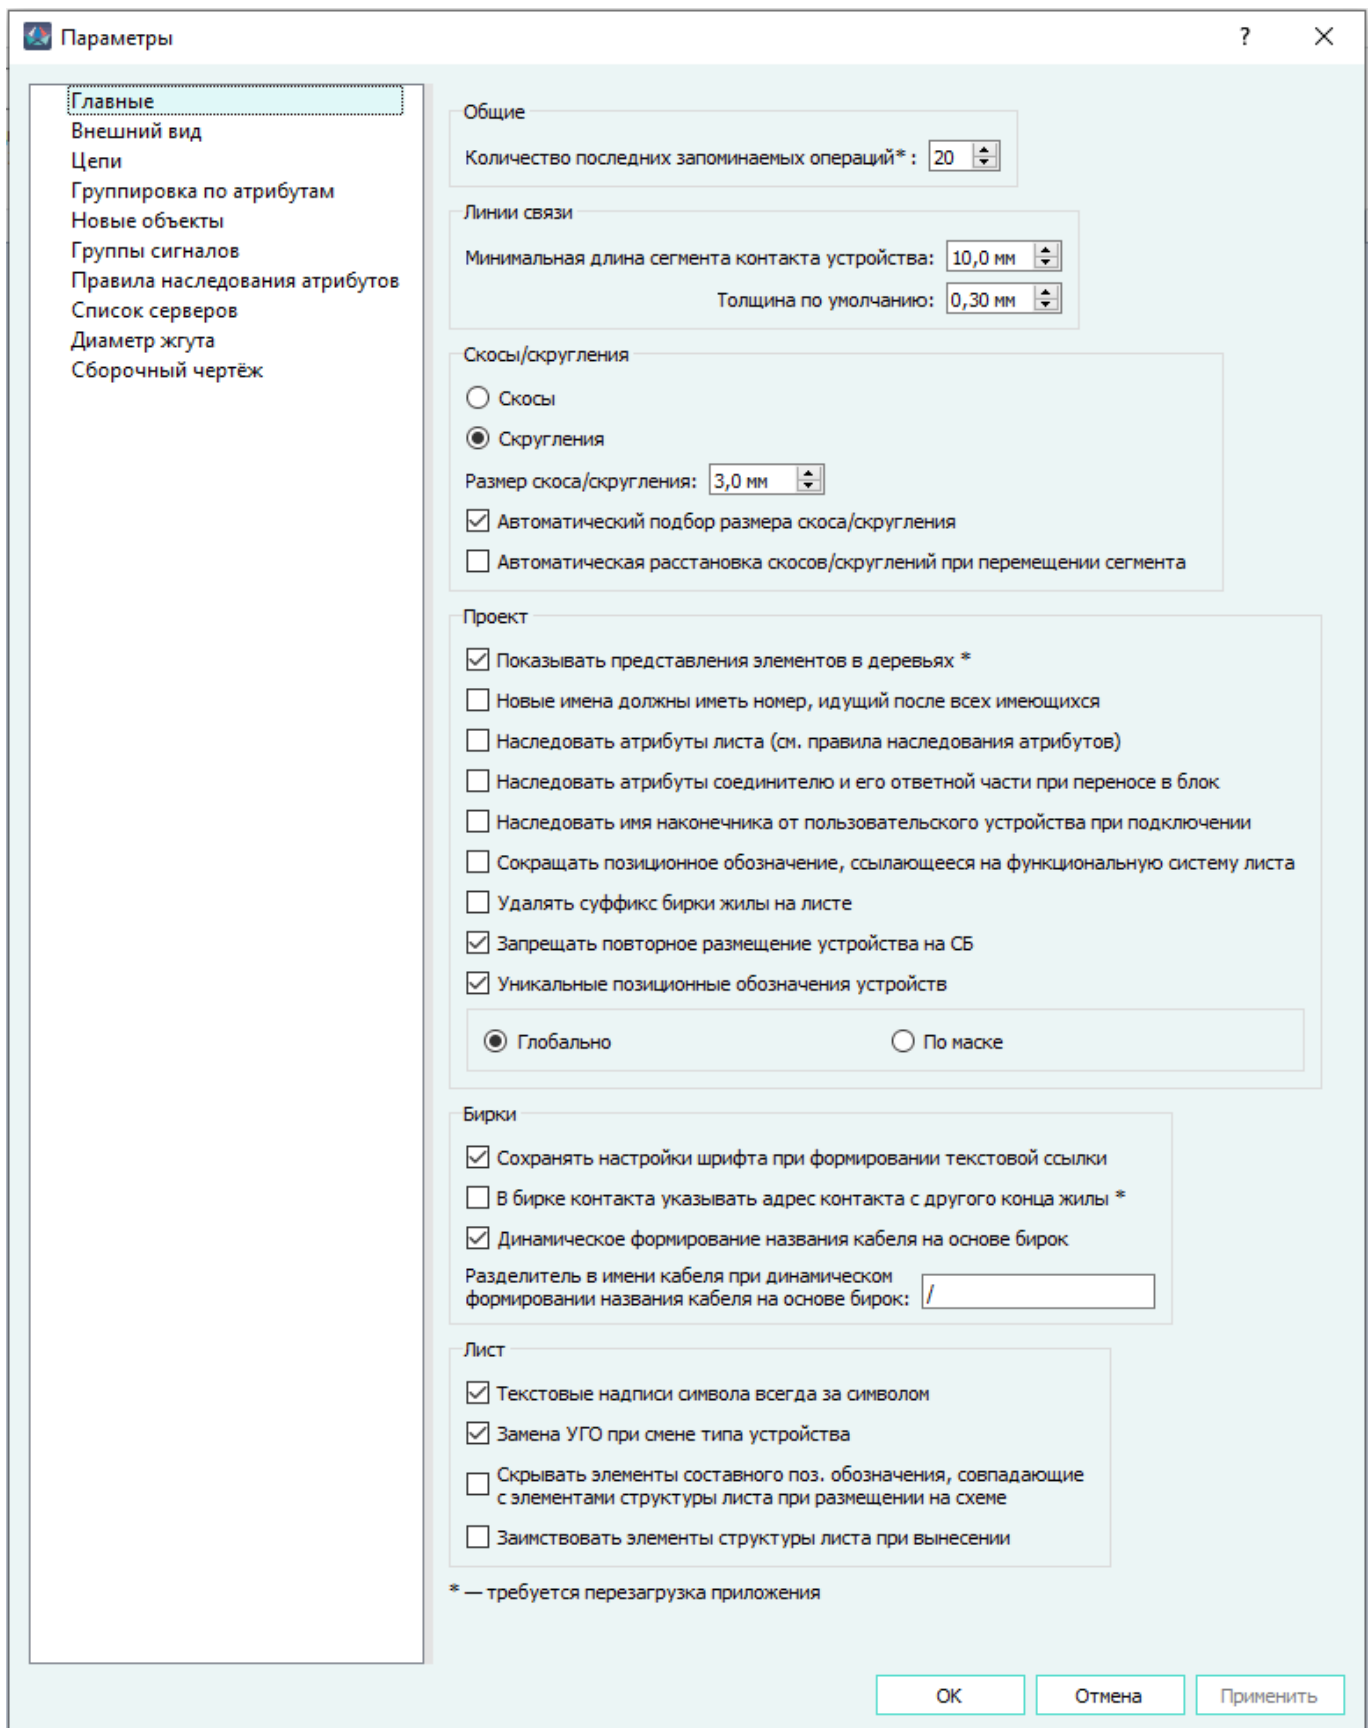 Параметры
?
Главные
Внешний вид
Цепи
Группировка по атрибутам
Новые объекты
Группы сигналов
Правила наследования атрибутов
Список серверов
Диаметр жгута
Сборочный чертёж
Общие
Количество последних запоминаемых операций* : 20
Линии связи
Минимальная длина сегмента контакта устройства: 10,0 мм
Толщина по умолчанию: 0,30 мм
Скосы/скругления
Скосы
Скругления
Размер скоса/скругления: 3,0 мм
Автоматический подбор размера скоса/скругления
Автоматическая расстановка скосов/скруглений при перемещении сегмента
Проект
Показывать представления элементов в деревьях *
Новые имена должны иметь номер, идущий после всех имеющихся
Наследовать атрибуты листа (см. правила наследования атрибутов)
Наследовать атрибуты соединителю и его ответной части при переносе в блок
Наследовать имя наконечника от пользовательского устройства при подключении
Сокращать позиционное обозначение, ссылающееся на функциональную систему листа
Удалять суффикс бирки жилы на листе
Запрещать повторное размещение устройства на СБ
Уникальные позиционные обозначения устройств
Глобально По маске
Бирки
Сохранять настройки шрифта при формировании текстовой ссылки
В бирке контакта указывать адрес контакта с другого конца жилы *
Динамическое формирование названия кабеля на основе бирок
Разделитель в имени кабеля при динамическом
формировании названия кабеля на основе бирок: /
Лист
Текстовые надписи символа всегда за символом
Замена УГО при смене типа устройства
Скрывать элементы составного поз. обозначения, совпадающие
с элементами структуры листа при размещении на схеме
Заимствовать элементы структуры листа при вынесении
* — требуется перезагрузка приложения
ОК Отмена Применить